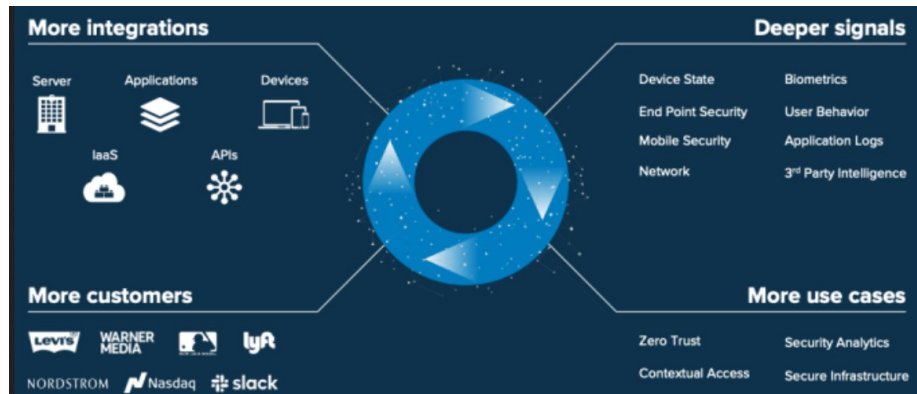 More integrations
Server
Applications
Devices
IaaS
APIs
Deeper signals
Device State
Biometrics
End Point Security
User Behavior
Mobile Security
Application Logs
Network
3rd Party Intelligence
More customers
LEVI'S
WARNER MEDIA
lyft
NORDSTROM
Nasdaq
slack
More use cases
Zero Trust
Security Analytics
Contextual Access
Secure Infrastructure